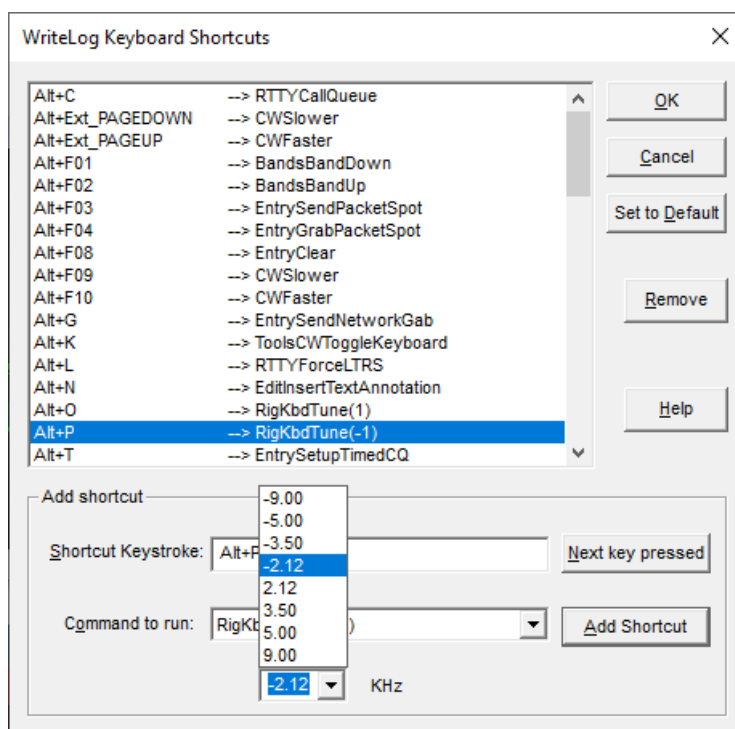 WriteLog Keyboard Shortcuts
Alt+C --> RTTYCallQueue
Alt+Ext_PAGEDOWN --> CWSlower
Alt+Ext_PAGEUP --> CWFaster
Alt+F01 --> BandsBandDown
Alt+F02 --> BandsBandUp
Alt+F03 --> EntrySendPacketSpot
Alt+F04 --> EntryGrabPacketSpot
Alt+F08 --> EntryClear
Alt+F09 --> CWSlower
Alt+F10 --> CWFaster
Alt+G --> EntrySendNetworkGab
Alt+K --> ToolsCWToggleKeyboard
Alt+L --> RTTYForceLTRS
Alt+N --> EditInsertTextAnnotation
Alt+O --> RigKbdTune(1)
Alt+P --> RigKbdTune(-1)
Alt+T --> EntrySetupTimedCQ
OK
Cancel
Set to Default
Remove
Help
Add shortcut
Shortcut Keystroke: Alt+P
Next key pressed
Command to run: RigKb )
Add Shortcut
-9.00
-5.00
-3.50
-2.12
2.12
3.50
5.00
9.00
-2.12 KHz